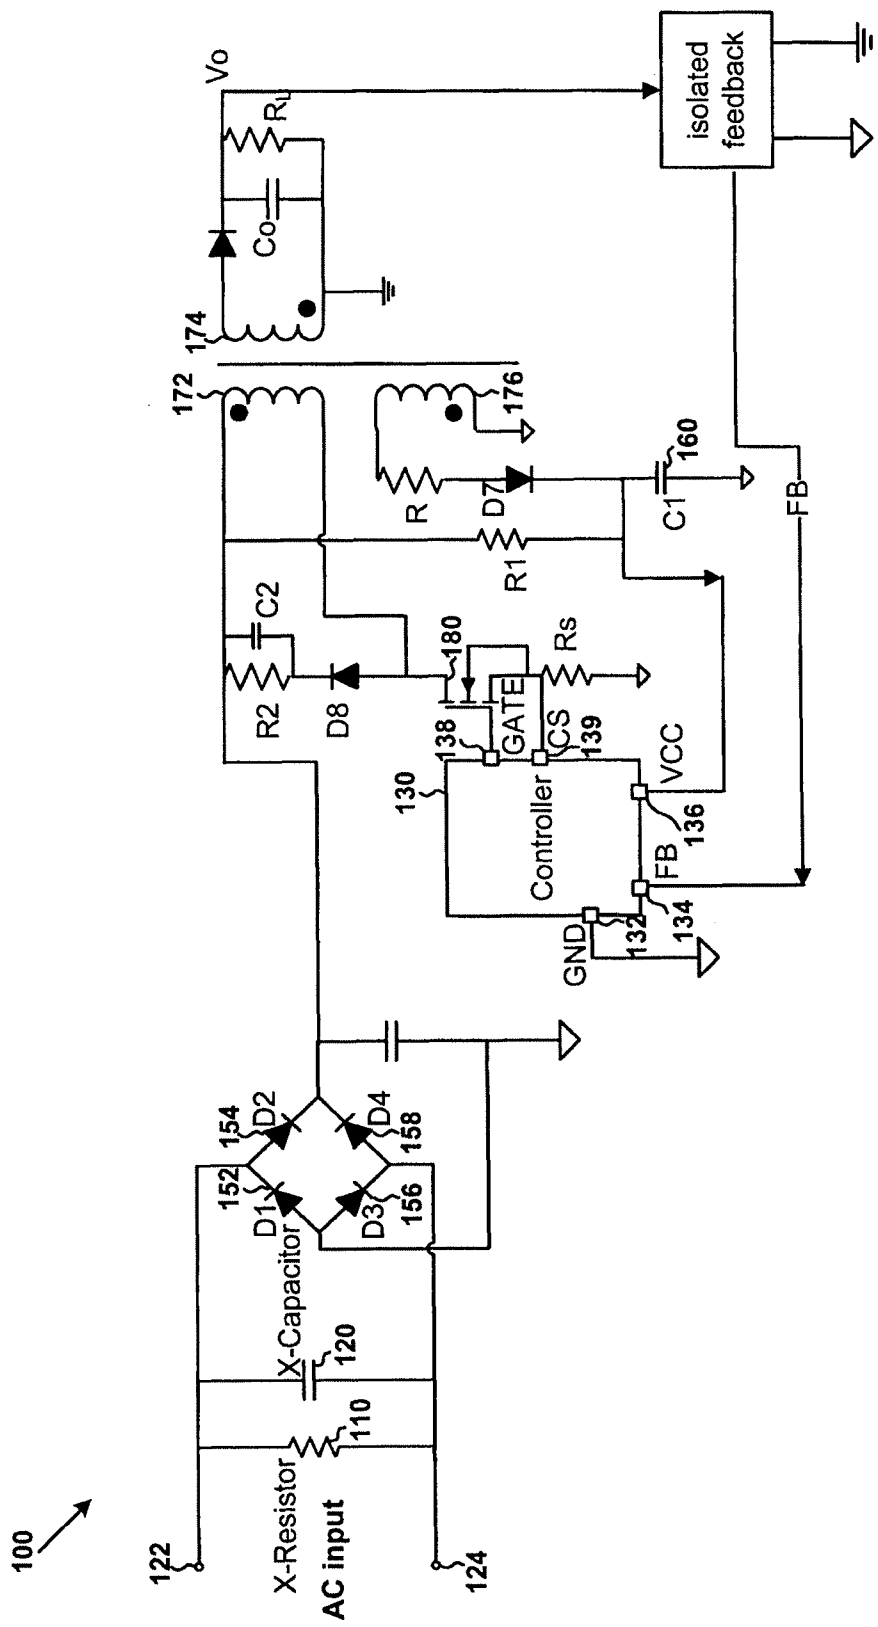 100
122
124
X-Resistor
AC input
110
X-Capacitor
120
152
154
D1
D2
D3
D4
156
158
172
174
176
Vo
Co
RL
R2
C2
D8
180
R1
R
D7
C1
160
130
Controller
138
GATE
CS
139
Rs
GND
132
FB
134
VCC
136
FB
isolated
feedback